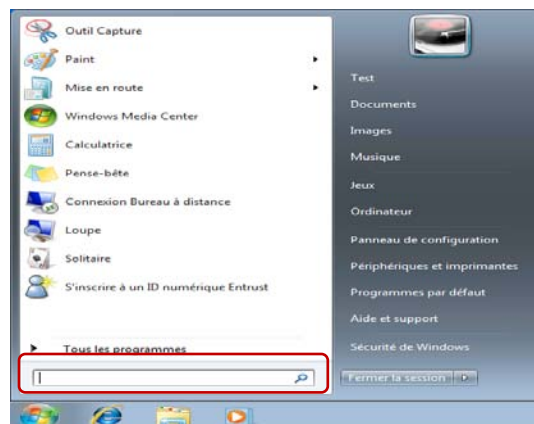 Outil Capture
Paint
Mise en route
Windows Media Center
Calculatrice
Pense-bête
Connexion Bureau à distance
Loupe
Solitaire
S'inscrire à un ID numérique Entrust
Tous les programmes
Test
Documents
Images
Musique
Jeux
Ordinateur
Panneau de configuration
Périphériques et imprimantes
Programmes par défaut
Aide et support
Sécurité de Windows
Fermer la session